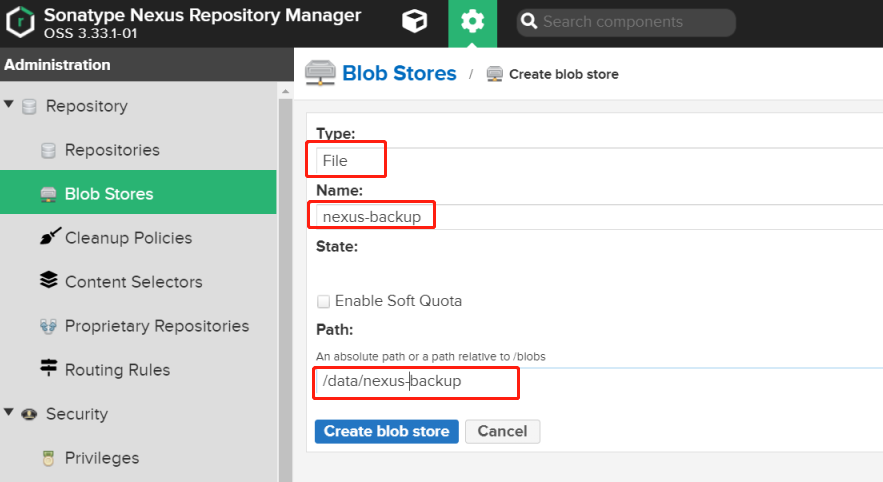 Sonatype Nexus Repository Manager
OSS 3.33.1-01
Search components
Administration
Repository
Repositories
Blob Stores
Cleanup Policies
Content Selectors
Proprietary Repositories
Routing Rules
Security
Privileges
Blob Stores / Create blob store
Type:
File
Name:
nexus-backup
State:
Enable Soft Quota
Path:
An absolute path or a path relative to /blobs
/data/nexus-backup
Create blob store Cancel